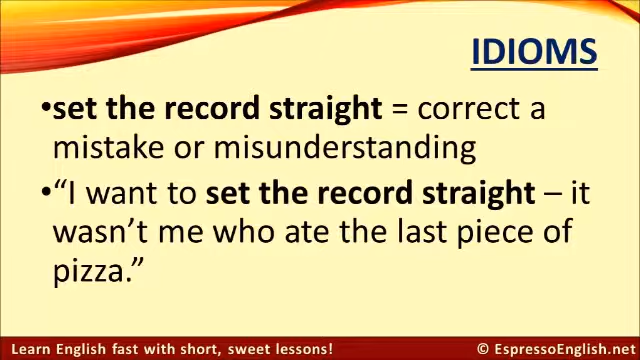 IDIOMS
•set the record straight = correct a
mistake or misunderstanding
•“I want to set the record straight – it
wasn’t me who ate the last piece of
pizza.”
Learn English fast with short, sweet lessons!
© EspressoEnglish.net